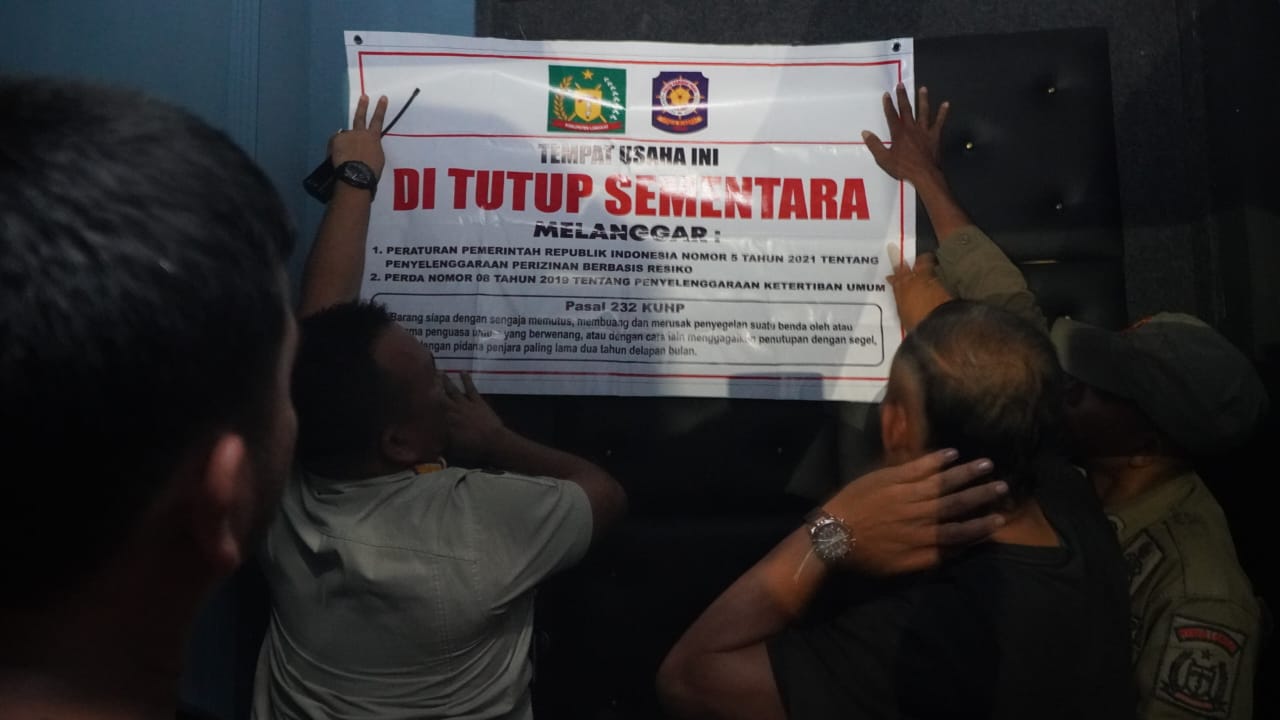 KABUPATEN LANGKAT
TEMPAT USAHA INI
DI TUTUP SEMENTARA
MELANGGAR :
1. PERATURAN PEMERINTAH REPUBLIK INDONESIA NOMOR 5 TAHUN 2021 TENTANG
PENYELENGGARAAN PERIZINAN BERBASIS RESIKO
2. PERDA NOMOR 08 TAHUN 2019 TENTANG PENYELENGGARAAN KETERTIBAN UMUM
Pasal 232 KUHP
Barang siapa dengan sengaja memutus, membuang dan merusak penyegelan suatu benda oleh atau
penguasa yang berwenang, atau dengan cara lain menggagalkan penutupan dengan segel,
dengan pidana penjara paling lama dua tahun delapan bulan.